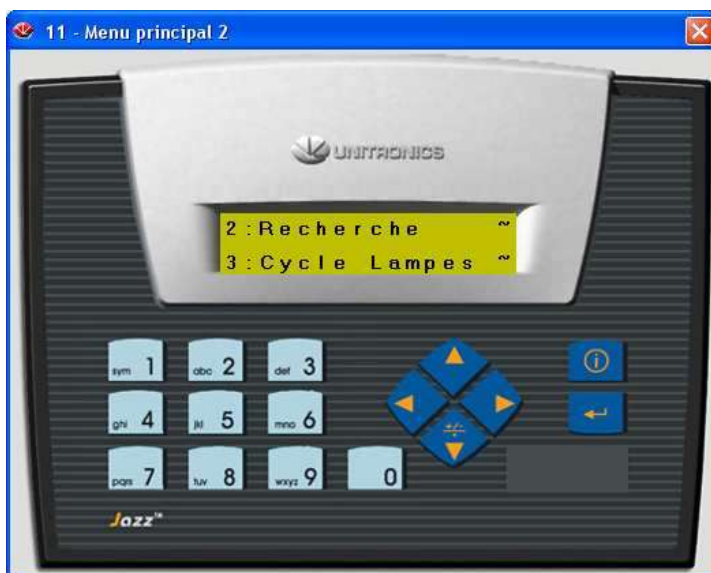 11 - Menu principal 2
UNITRONICS
2:Recherche ~
3:Cycle Lampes ~
sym 1 abc 2 def 3
ghi 4 jkl 5 mno 6
+/-
pqrs 7 tuv 8 wxyz 9 0
Jazz™